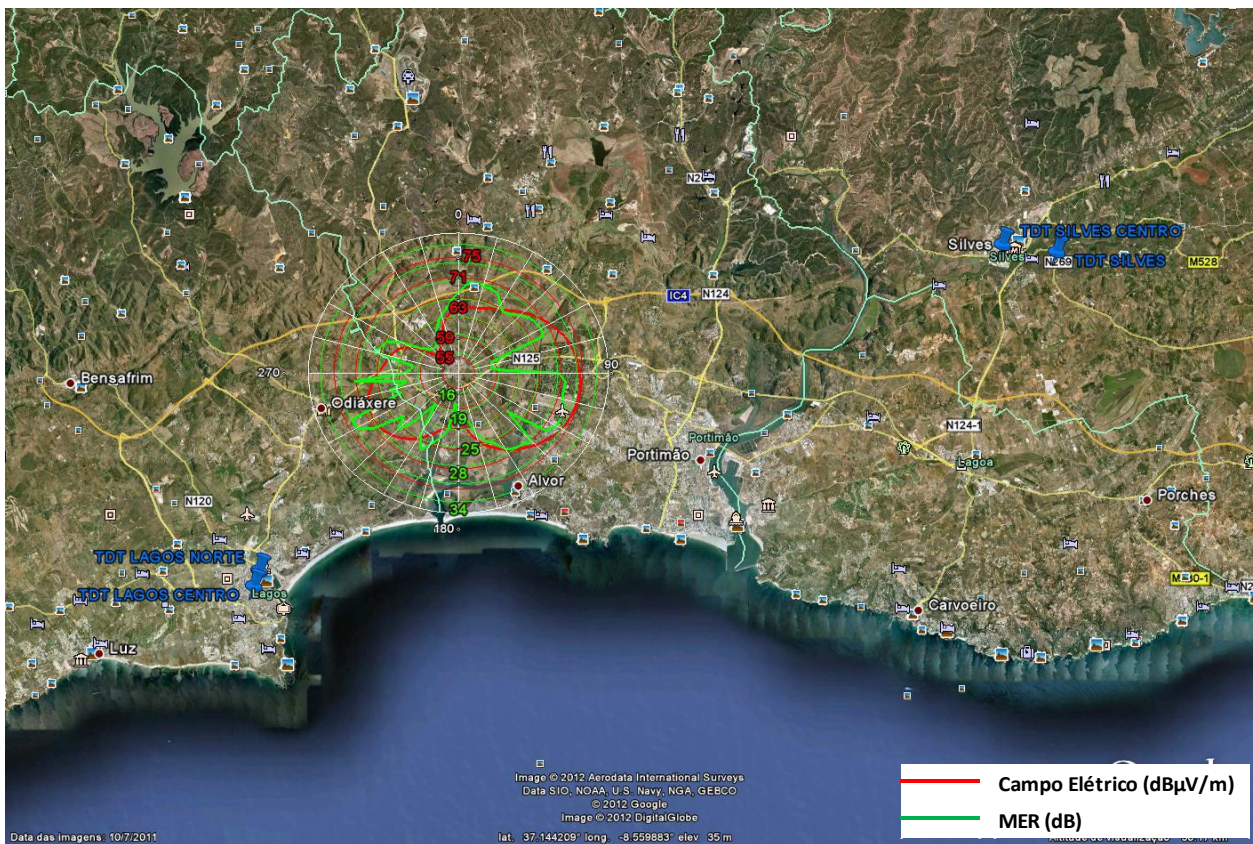 N266
Silves
TDT SILVES CENTRO
Silves
N269
TDT SILVES
M528
0
75
71
63
59
55
IC4
N124
N125
270
90
Bensafrim
Odiáxere
16
19
25
28
34
180
Portimão
Portimão
Alvor
N124-1
Lagoa
Porches
N120
TDT LAGOS NORTE
TDT LAGOS CENTRO
Lagos
Luz
Carvoeiro
Image © 2012 Aerodata International Surveys
Data SIO, NOAA, U.S. Navy, NGA, GEBCO
© 2012 Google
Image © 2012 DigitalGlobe
Data das imagens: 10/7/2011
lat. 37.144209° long. -8.559883° elev 35 m
Campo Elétrico (dBµV/m)
MER (dB)